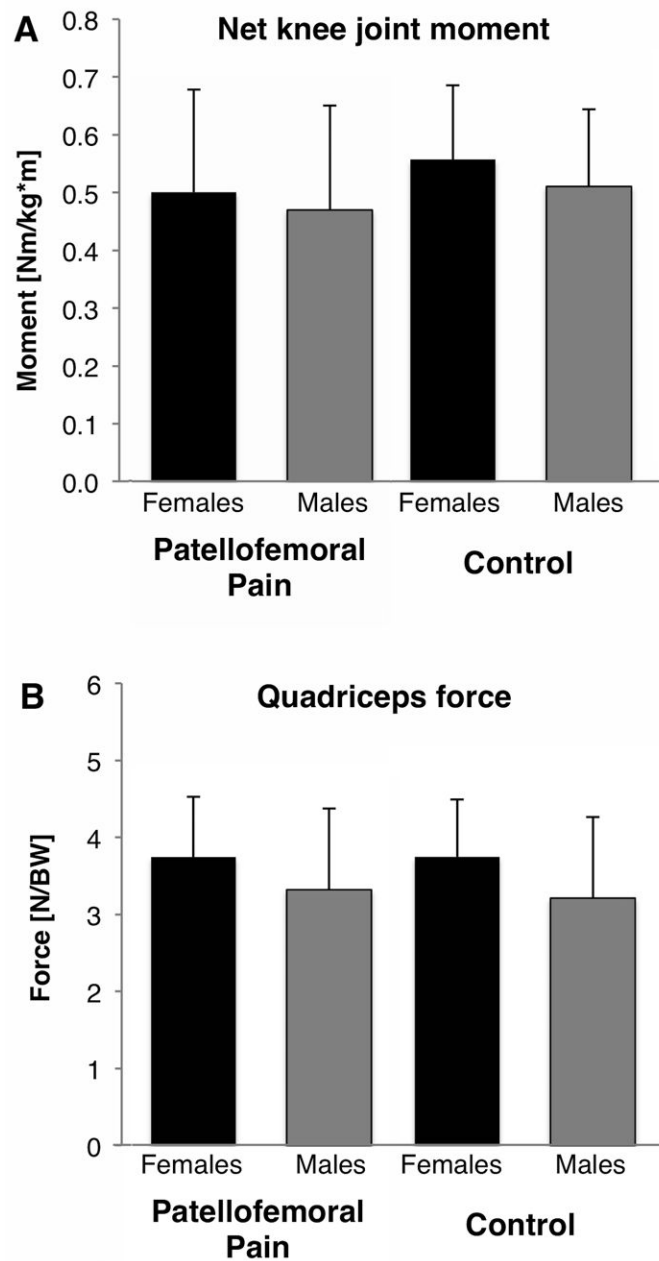 A Net knee joint moment
Moment [Nm/kg*m]
0.8
0.7
0.6
0.5
0.4
0.3
0.2
0.1
0.0
Females Males Females Males
Patellofemoral
Pain
Control
B Quadriceps force
Force [N/BW]
6
5
4
3
2
1
0
Females Males Females Males
Patellofemoral
Pain
Control